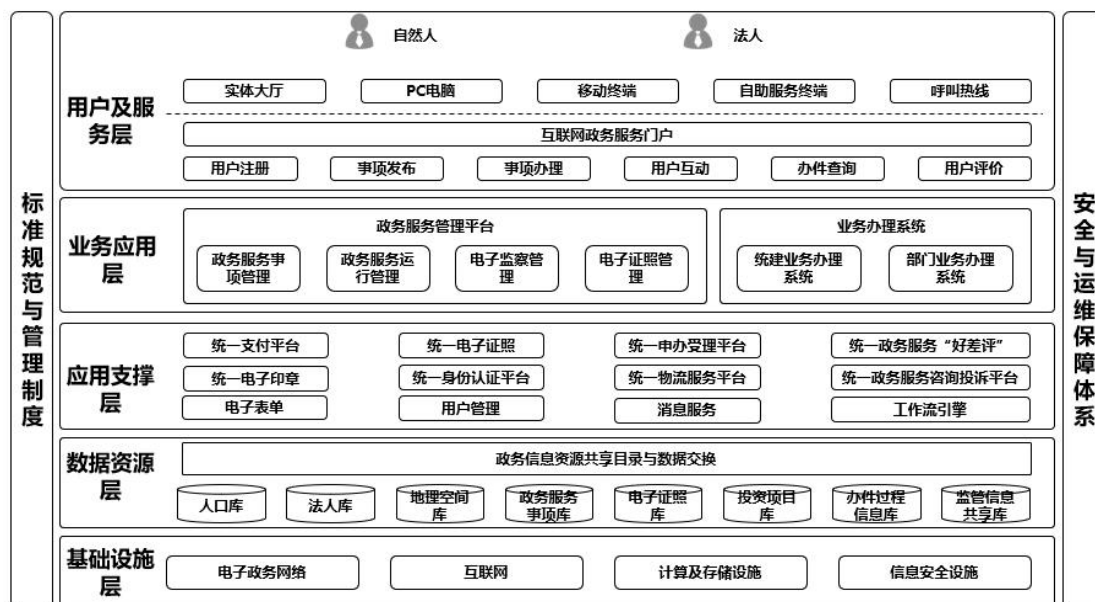 标准规范与管理制度
自然人
法人
用户及服
务层
实体大厅
PC电脑
移动终端
自助服务终端
呼叫热线
互联网政务服务门户
用户注册
事项发布
事项办理
用户互动
办件查询
用户评价
业务应用
层
政务服务管理平台
政务服务事
项管理
政务服务运
行管理
电子监察管
理
电子证照管
理
业务办理系统
统建业务办理
系统
部门业务办理
系统
应用支撑
层
统一支付平台
统一电子证照
统一申办受理平台
统一政务服务“好差评”
统一电子印章
统一身份认证平台
统一物流服务平台
统一政务服务咨询投诉平台
电子表单
用户管理
消息服务
工作流引擎
数据资源
层
政务信息资源共享目录与数据交换
人口库
法人库
地理空间
库
政务服务
事项库
电子证照
库
投资项目
库
办件过程
信息库
监管信息
共享库
基础设施
层
电子政务网络
互联网
计算及存储设施
信息安全设施
安全与运维保障体系